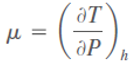 μ = (∂T/∂P)_h